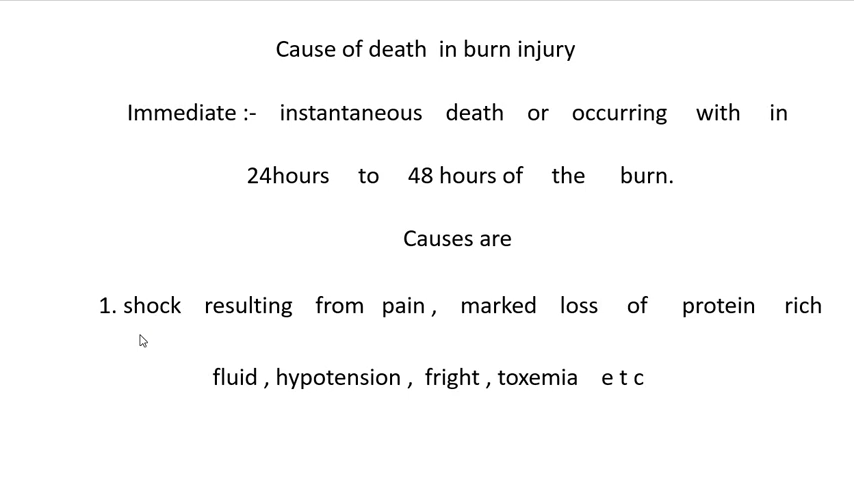 Cause of death in burn injury
Immediate :- instantaneous death or occurring with in
24hours to 48 hours of the burn.
Causes are
1. shock resulting from pain , marked loss of protein rich
fluid , hypotension , fright , toxemia e t c